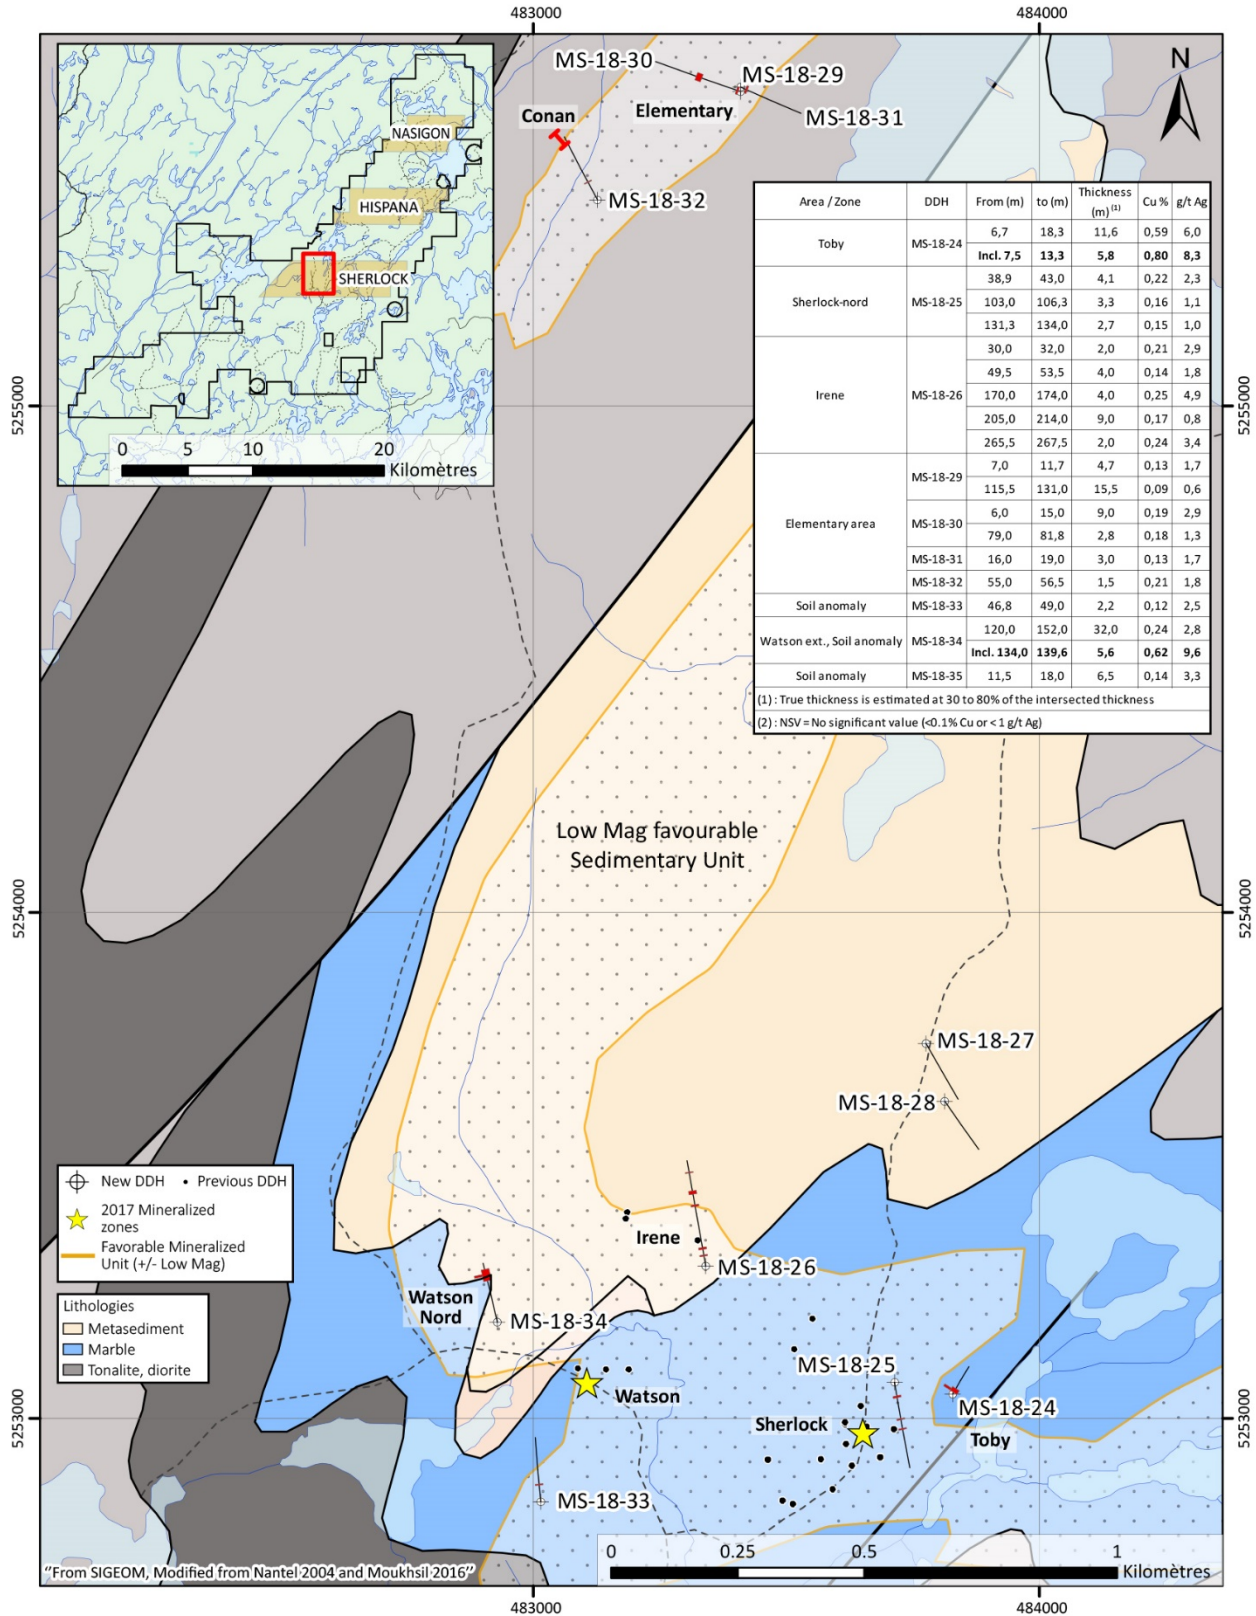 483000
484000
MS-18-30
MS-18-29
Elementary
MS-18-31
Conan
MS-18-32
N
NASIGON
HISPANA
SHERLOCK
0 5 10 20
Kilomètres
Area / Zone DDH From (m) to (m) Thickness (m) (1) Cu % g/t Ag
Toby MS-18-24 6,7 18,3 11,6 0,59 6,0
Incl. 7,5 13,3 5,8 0,80 8,3
Sherlock-nord MS-18-25 38,9 43,0 4,1 0,22 2,3
103,0 106,3 3,3 0,16 1,1
131,3 134,0 2,7 0,15 1,0
Irene MS-18-26 30,0 32,0 2,0 0,21 2,9
49,5 53,5 4,0 0,14 1,8
170,0 174,0 4,0 0,25 4,9
205,0 214,0 9,0 0,17 0,8
265,5 267,5 2,0 0,24 3,4
Elementary area MS-18-29 7,0 11,7 4,7 0,13 1,7
115,5 131,0 15,5 0,09 0,6
MS-18-30 6,0 15,0 9,0 0,19 2,9
79,0 81,8 2,8 0,18 1,3
MS-18-31 16,0 19,0 3,0 0,13 1,7
MS-18-32 55,0 56,5 1,5 0,21 1,8
Soil anomaly MS-18-33 46,8 49,0 2,2 0,12 2,5
Watson ext., Soil anomaly MS-18-34 120,0 152,0 32,0 0,24 2,8
Incl. 134,0 139,6 5,6 0,62 9,6
Soil anomaly MS-18-35 11,5 18,0 6,5 0,14 3,3
(1) : True thickness is estimated at 30 to 80% of the intersected thickness
(2) : NSV = No significant value (<0.1% Cu or < 1 g/t Ag)
5255000
5255000
Low Mag favourable
Sedimentary Unit
5254000
5254000
MS-18-27
MS-18-28
New DDH
Previous DDH
2017 Mineralized
zones
Favorable Mineralized
Unit (+/- Low Mag)
Lithologies
Metasediment
Marble
Tonalite, diorite
Irene
MS-18-26
Watson
Nord
MS-18-34
Watson
MS-18-25
MS-18-24
Sherlock
Toby
5253000
5253000
MS-18-33
0 0.25 0.5 1
Kilomètres
"From SIGEOM, Modified from Nantel 2004 and Moukhsil 2016"
483000
484000